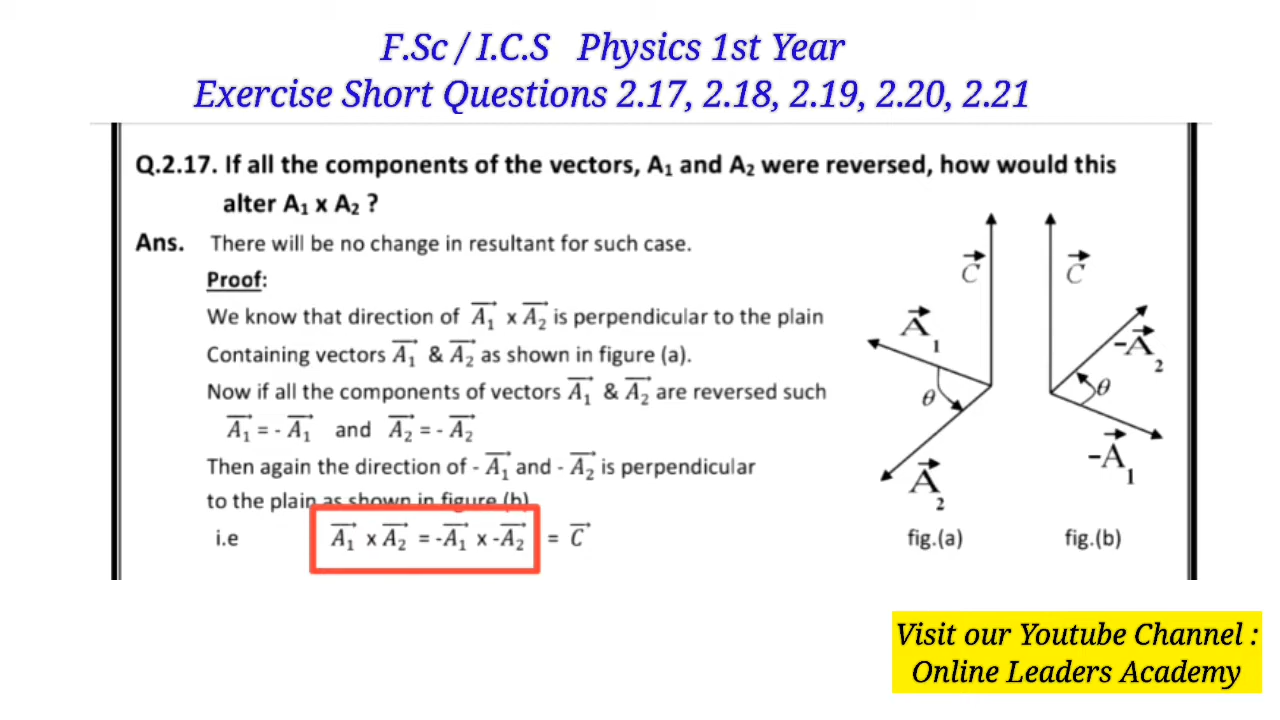 F.Sc / I.C.S Physics 1st Year
Exercise Short Questions 2.17, 2.18, 2.19, 2.20, 2.21
Q.2.17. If all the components of the vectors, A₁ and A₂ were reversed, how would this
alter A₁ x A₂ ?
Ans. There will be no change in resultant for such case.
Proof:
We know that direction of A₁⃗ x A₂⃗ is perpendicular to the plain
Containing vectors A₁⃗ & A₂⃗ as shown in figure (a).
Now if all the components of vectors A₁⃗ & A₂⃗ are reversed such
A₁⃗ = - A₁⃗ and A₂⃗ = - A₂⃗
Then again the direction of - A₁⃗ and - A₂⃗ is perpendicular
to the plain as shown in figure (b)
i.e A₁⃗ x A₂⃗ = -A₁⃗ x -A₂⃗ = C⃗
C⃗
A⃗₁
θ
A⃗₂
fig.(a)
C⃗
-A⃗₂
θ
-A⃗₁
fig.(b)
Visit our Youtube Channel :
Online Leaders Academy